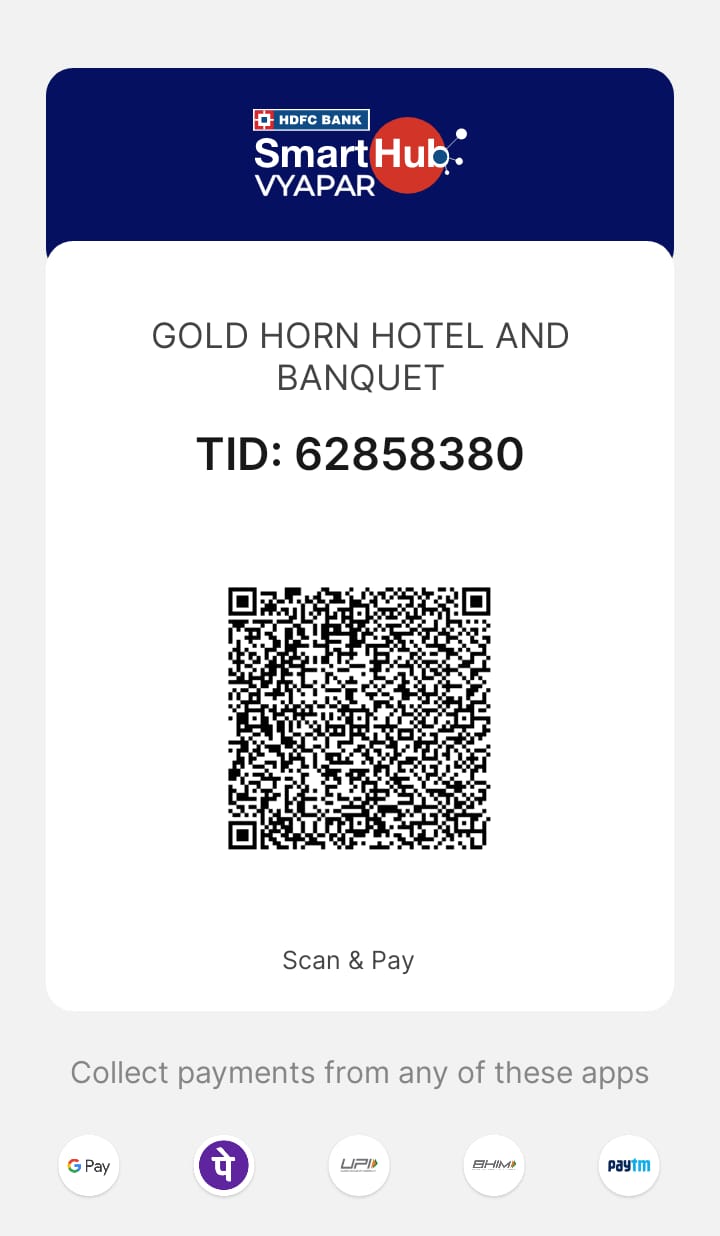 HDFC BANK
SmartHub
VYAPAR
GOLD HORN HOTEL AND
BANQUET
TID: 62858380
Scan & Pay
Collect payments from any of these apps
G Pay
पे
UPI
BHIM
paytm